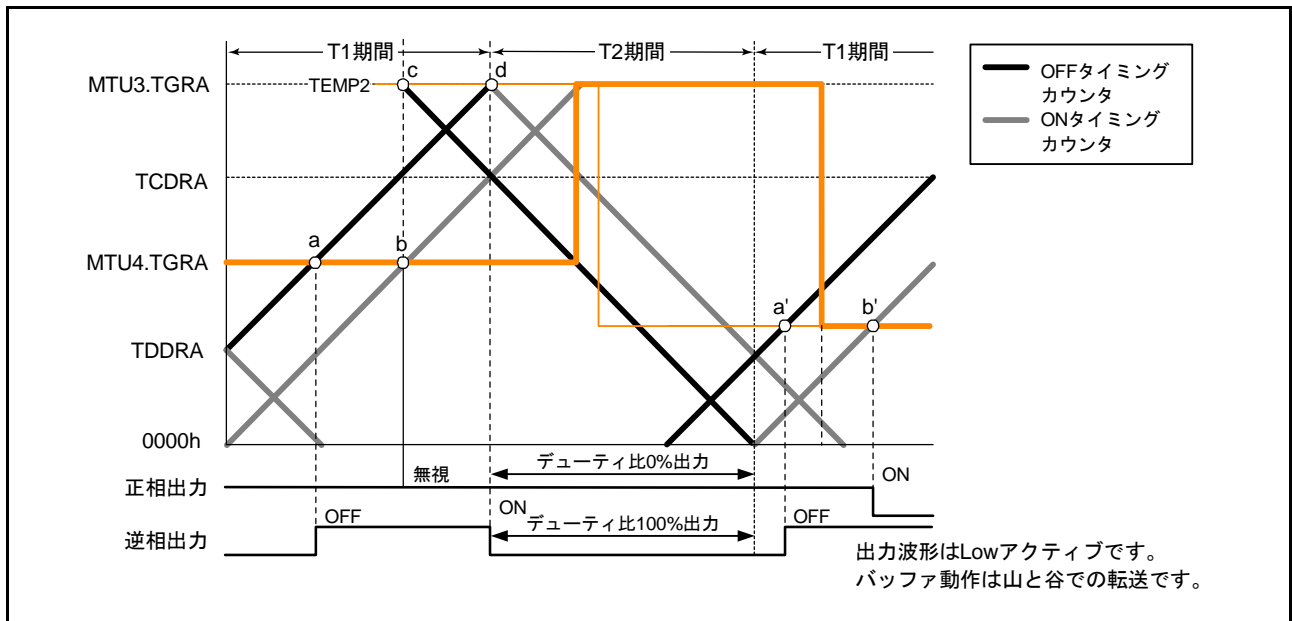 T1期間
T2期間
T1期間
OFFタイミング
カウンタ
ONタイミング
カウンタ
MTU3.TGRA
TEMP2
c
d
TCDRA
MTU4.TGRA
a
b
a'
b'
TDDRA
0000h
無視
デューティ比0%出力
ON
正相出力
OFF
ON
デューティ比100%出力
OFF
逆相出力
出力波形はLowアクティブです。
バッファ動作は山と谷での転送です。